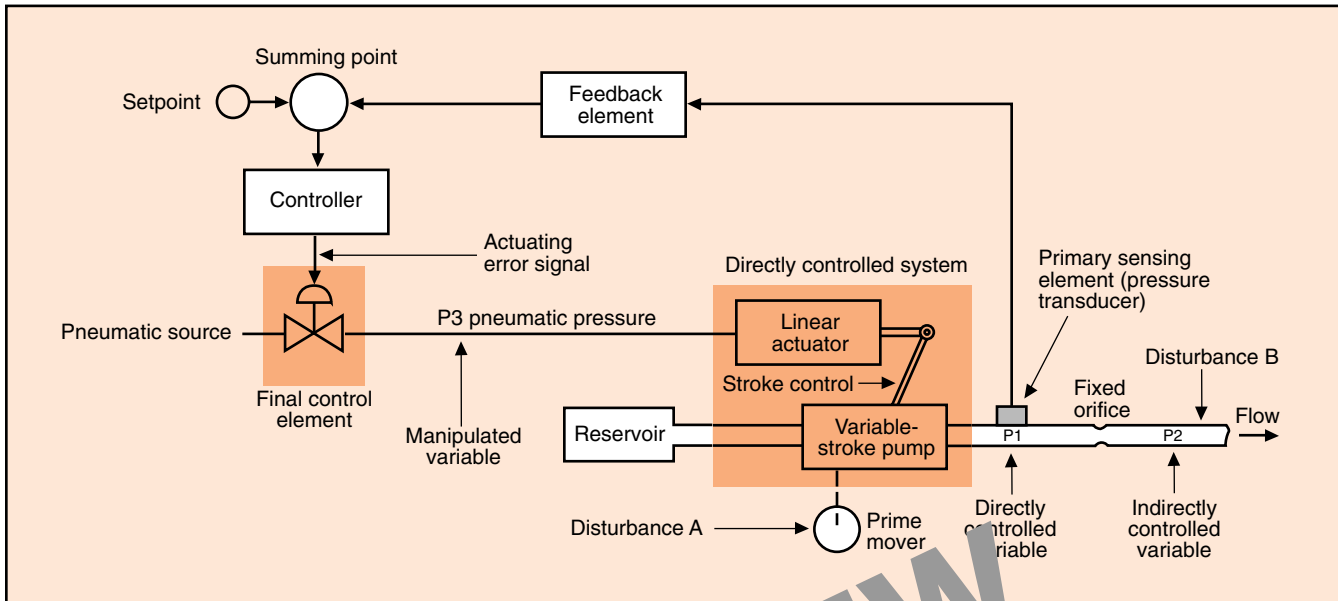 Summing point
Setpoint
Feedback
element
Controller
Actuating
error signal
Directly controlled system
Primary sensing
element (pressure
transducer)
Pneumatic source
P3 pneumatic pressure
Linear
actuator
Disturbance B
Stroke control
Fixed
orifice
Flow
Final control
element
Manipulated
variable
Reservoir
Variable-
stroke pump
P1
P2
Disturbance A
Prime
mover
Directly
controlled
variable
Indirectly
controlled
variable